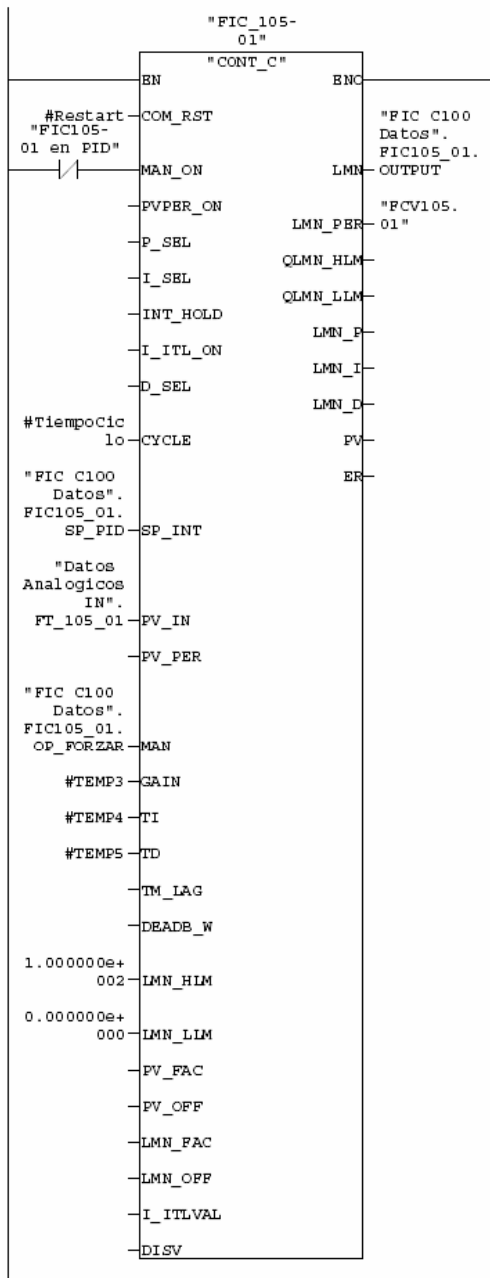 "FIC_105-
01"
"CONT_C"
EN ENO
#Restart COM_RST
"FIC105-
01 en PID" MAN_ON
"FIC C100
Datos".
FIC105_01.
LMN OUTPUT
PVPER_ON
"FCV105.
LMN_PER 01"
P_SEL
QLMN_HLM
I_SEL
QLMN_LLM
INT_HOLD
LMN_P
I_ITL_ON
LMN_I
D_SEL
LMN_D
#TiempoCic
lo CYCLE PV
ER
"FIC C100
Datos".
FIC105_01.
SP_PID SP_INT
"Datos
Analogicos
IN".
FT_105_01 PV_IN
PV_PER
"FIC C100
Datos".
FIC105_01.
OP_FORZAR MAN
#TEMP3 GAIN
#TEMP4 TI
#TEMP5 TD
TM_LAG
DEADB_W
1.000000e+
002 LMN_HLM
0.000000e+
000 LMN_LLM
PV_FAC
PV_OFF
LMN_FAC
LMN_OFF
I_ITLVAL
DISV